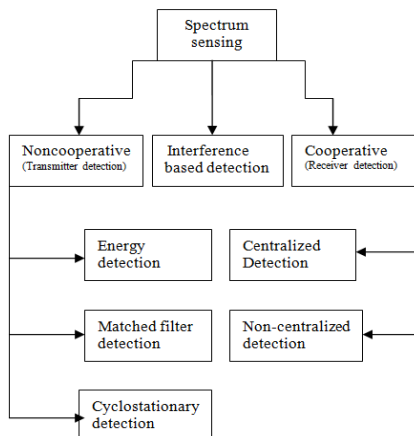 Spectrum
sensing
Noncooperative
(Transmitter detection)
Interference
based detection
Cooperative
(Receiver detection)
Energy
detection
Centralized
Detection
Matched filter
detection
Non-centralized
detection
Cyclostationary
detection